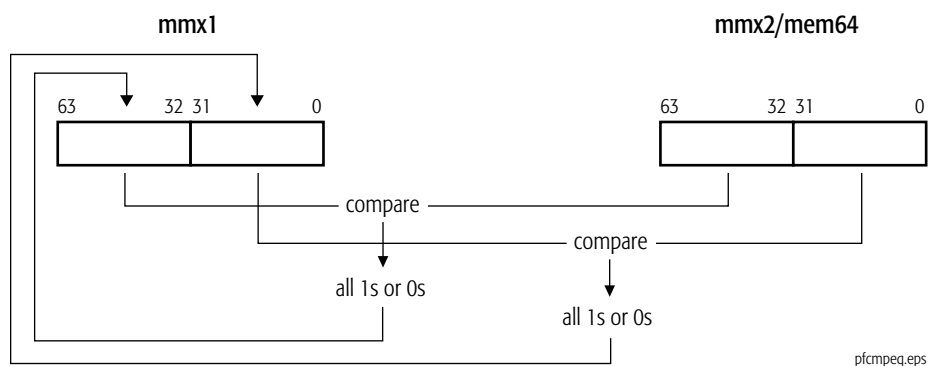 mmx1 mmx2/mem64
63 32 31 0 63 32 31 0
compare
compare
all 1s or 0s
all 1s or 0s
pfcmpeq.eps